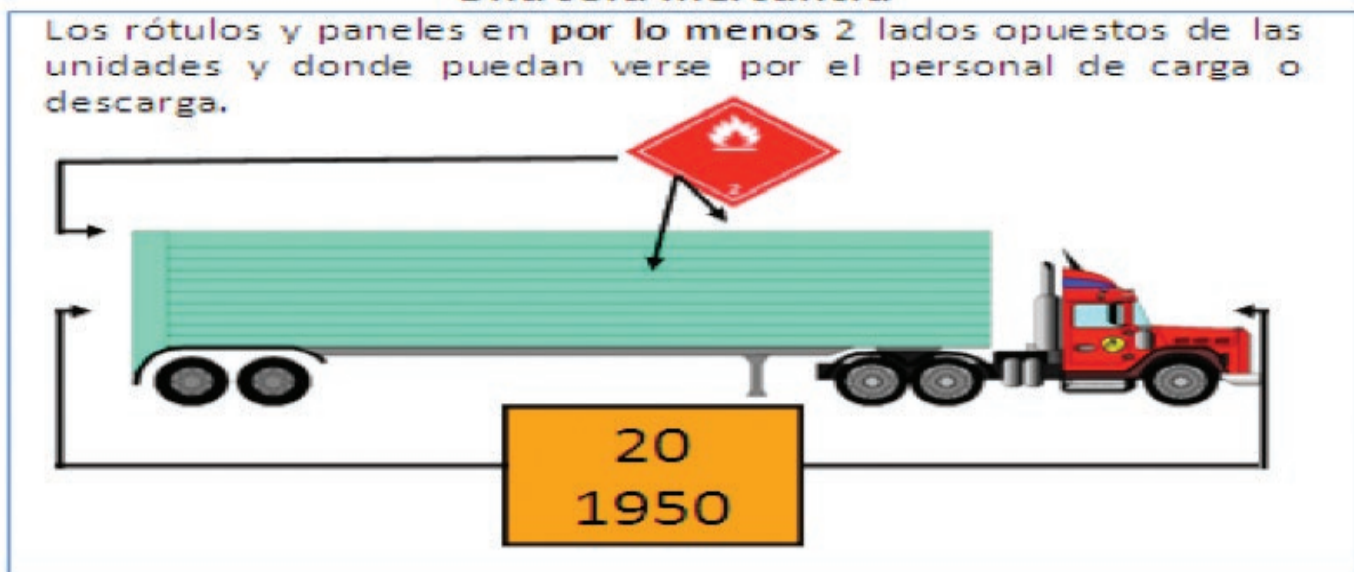 Los rótulos y paneles en por lo menos 2 lados opuestos de las
unidades y donde puedan verse por el personal de carga o
descarga.
2
20
1950